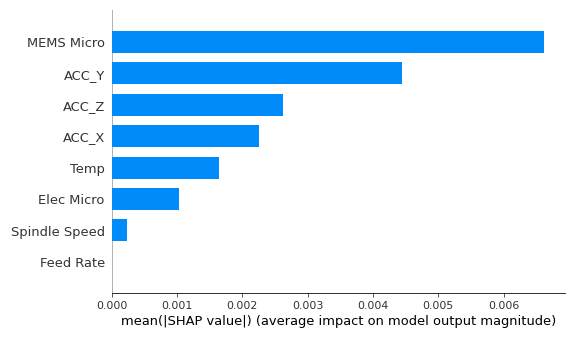 MEMS Micro
ACC_Y
ACC_Z
ACC_X
Temp
Elec Micro
Spindle Speed
Feed Rate
0.000 0.001 0.002 0.003 0.004 0.005 0.006
mean(|SHAP value|) (average impact on model output magnitude)